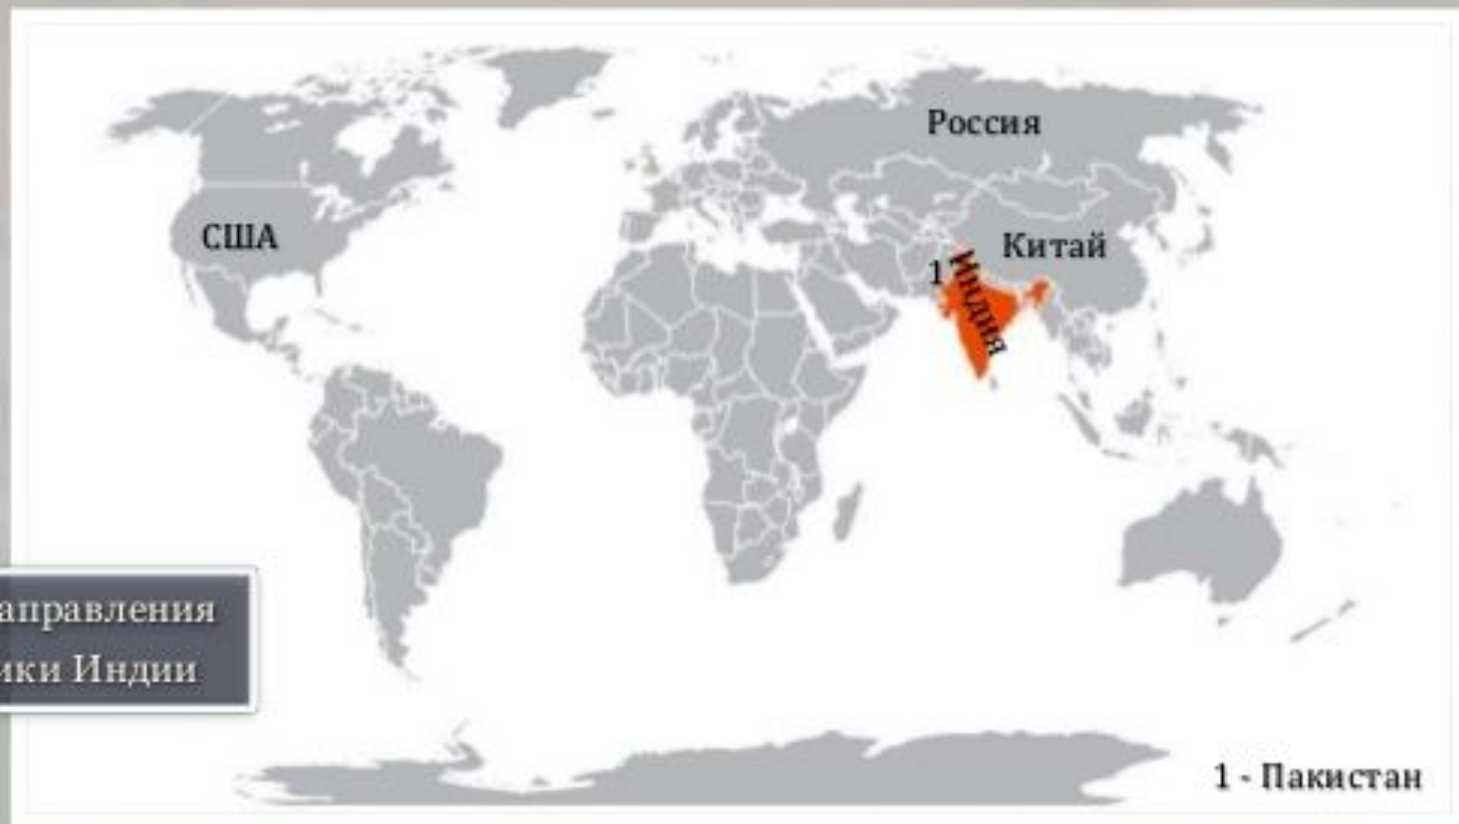 Россия
США
Китай
1
Индия
аправления
ики Индии
1 - Пакистан